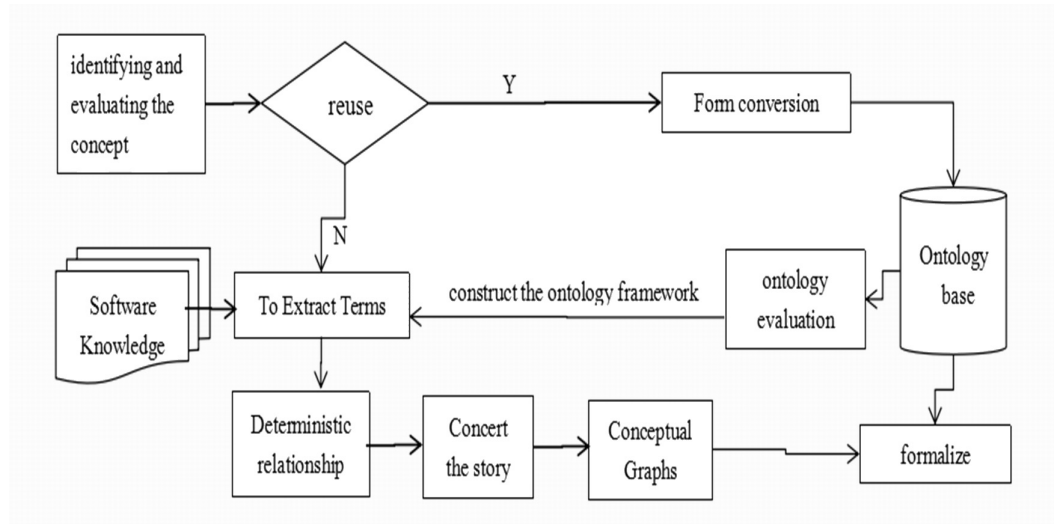 identifying and
evaluating the
concept
reuse
Y
Form conversion
N
Ontology
base
Software
Knowledge
To Extract Terms
construct the ontology framework
ontology
evaluation
Deterministic
relationship
Concert
the story
Conceptual
Graphs
formalize